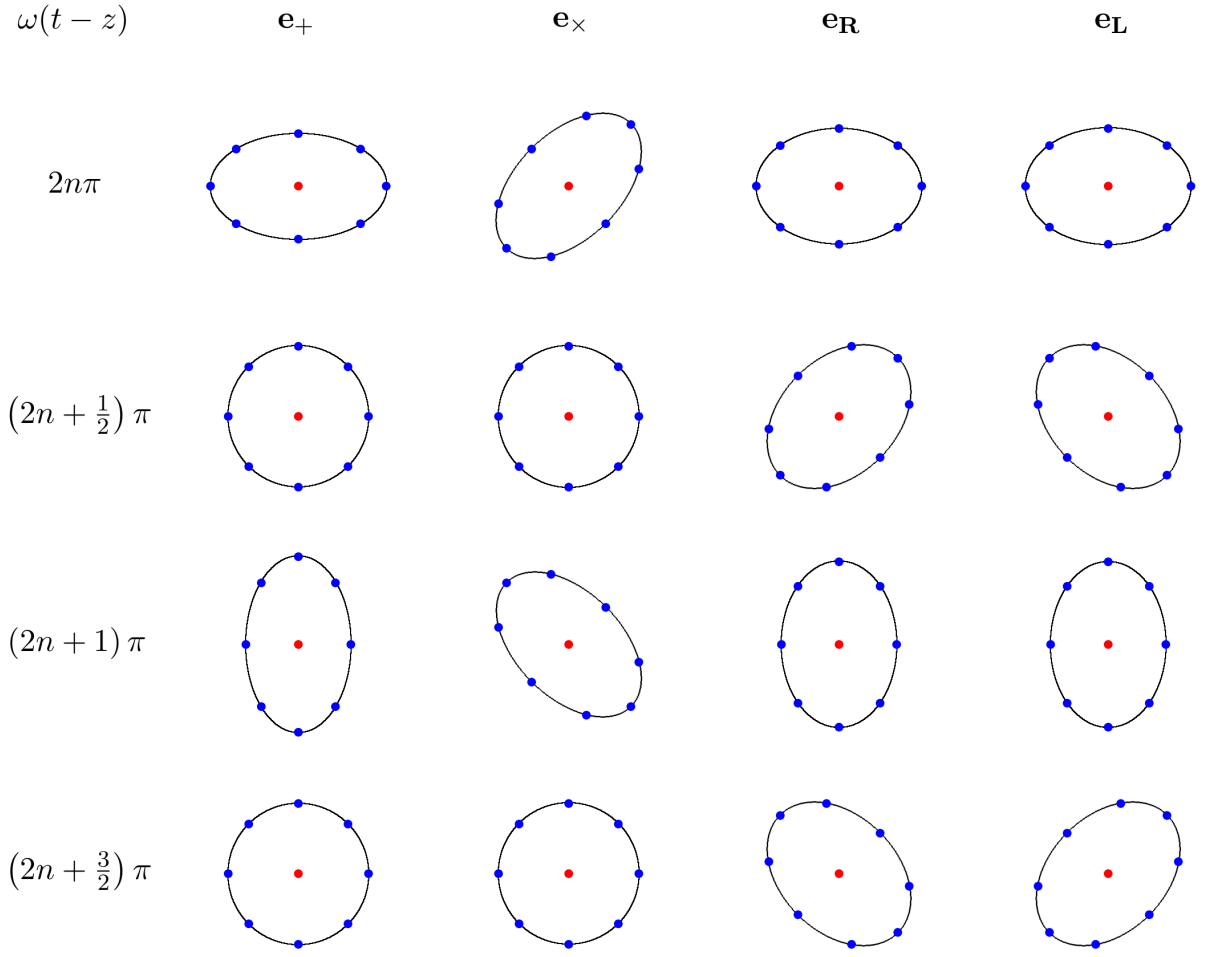 ω(t − z) e₊ e× e_R e_L
2nπ
(2n + 1/2) π
(2n + 1) π
(2n + 3/2) π